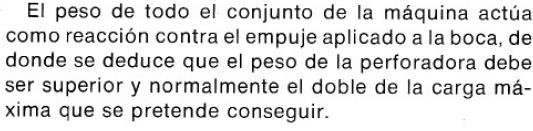 El peso de todo el conjunto de la máquina actúa
como reacción contra el empuje aplicado a la boca, de
donde se deduce que el peso de la perforadora debe
ser superior y normalmente el doble de la carga má-
xima que se pretende conseguir.